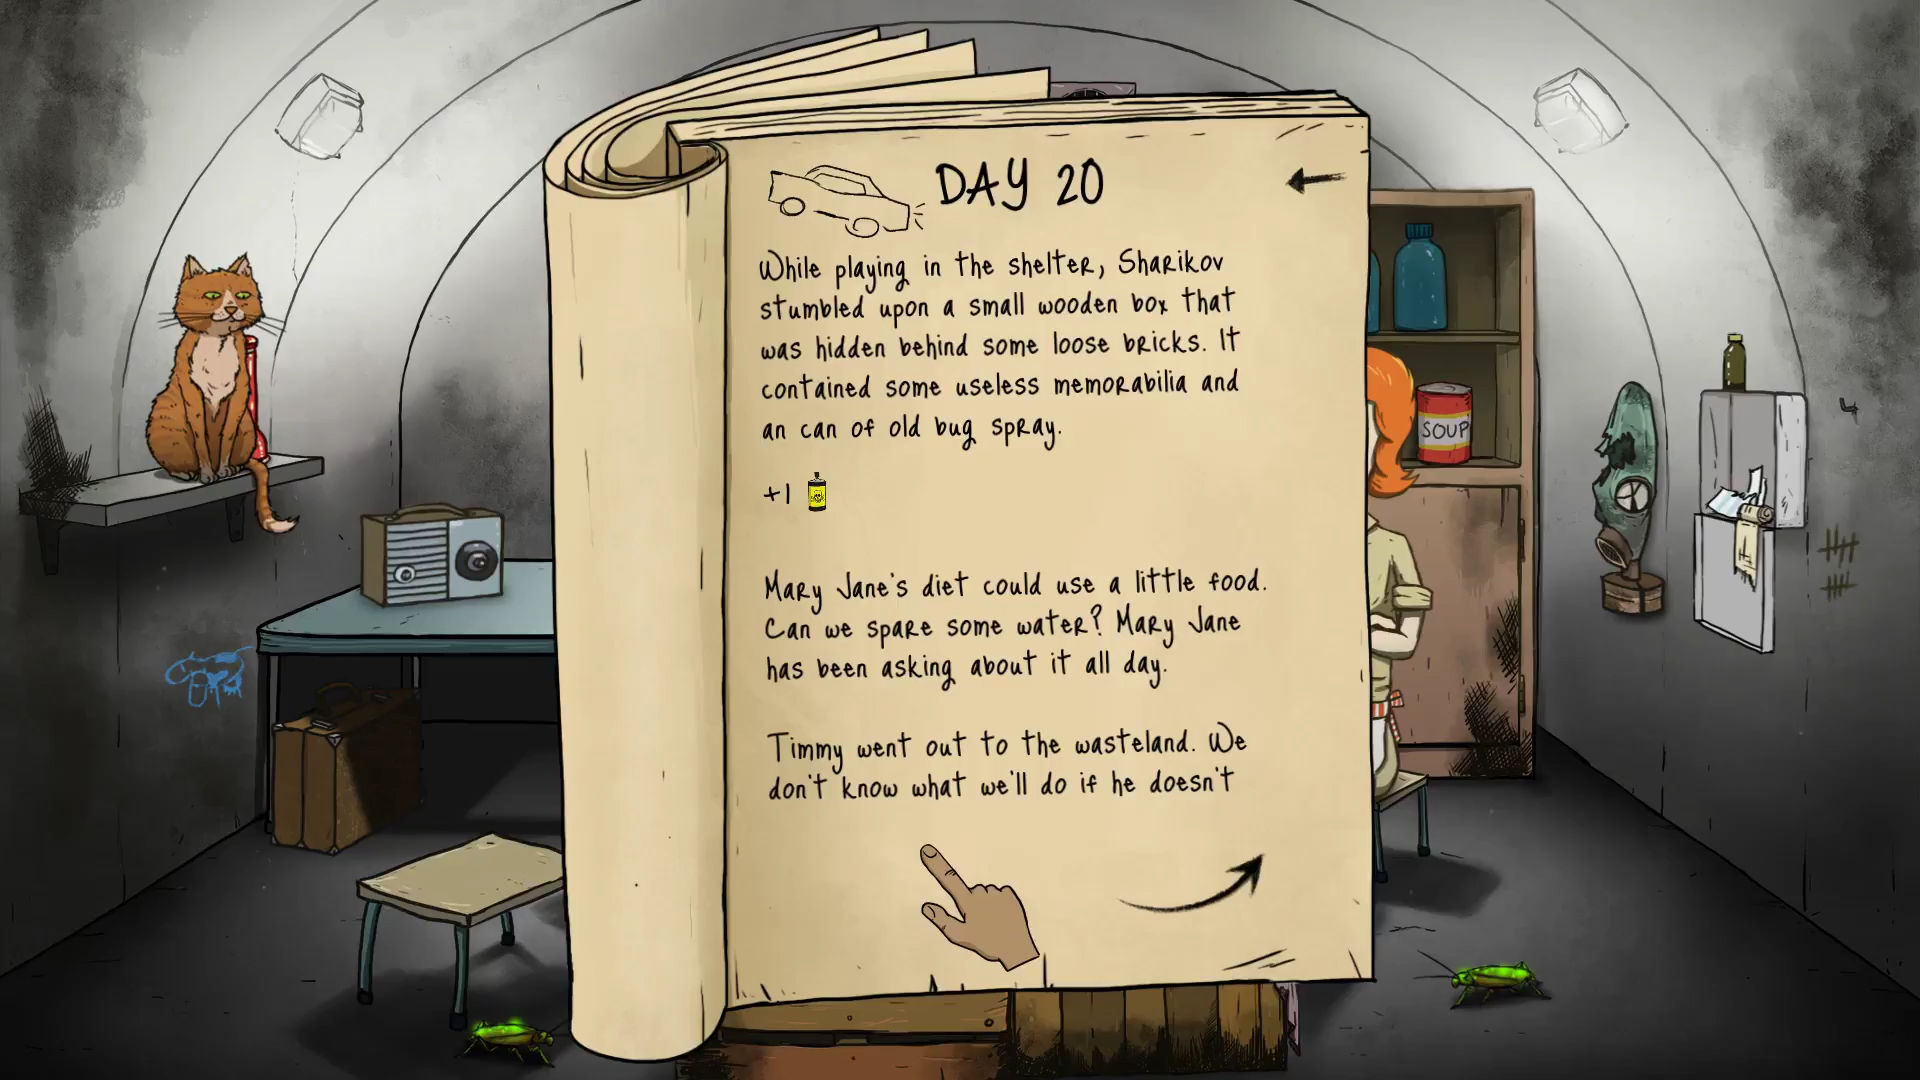 DAY 20
While playing in the shelter, Sharikov
stumbled upon a small wooden box that
was hidden behind some loose bricks. It
contained some useless memorabilia and
an can of old bug spray.
+1
Mary Jane's diet could use a little food.
Can we spare some water? Mary Jane
has been asking about it all day.
Timmy went out to the wasteland. We
don't know what we'll do if he doesn't
SOUP